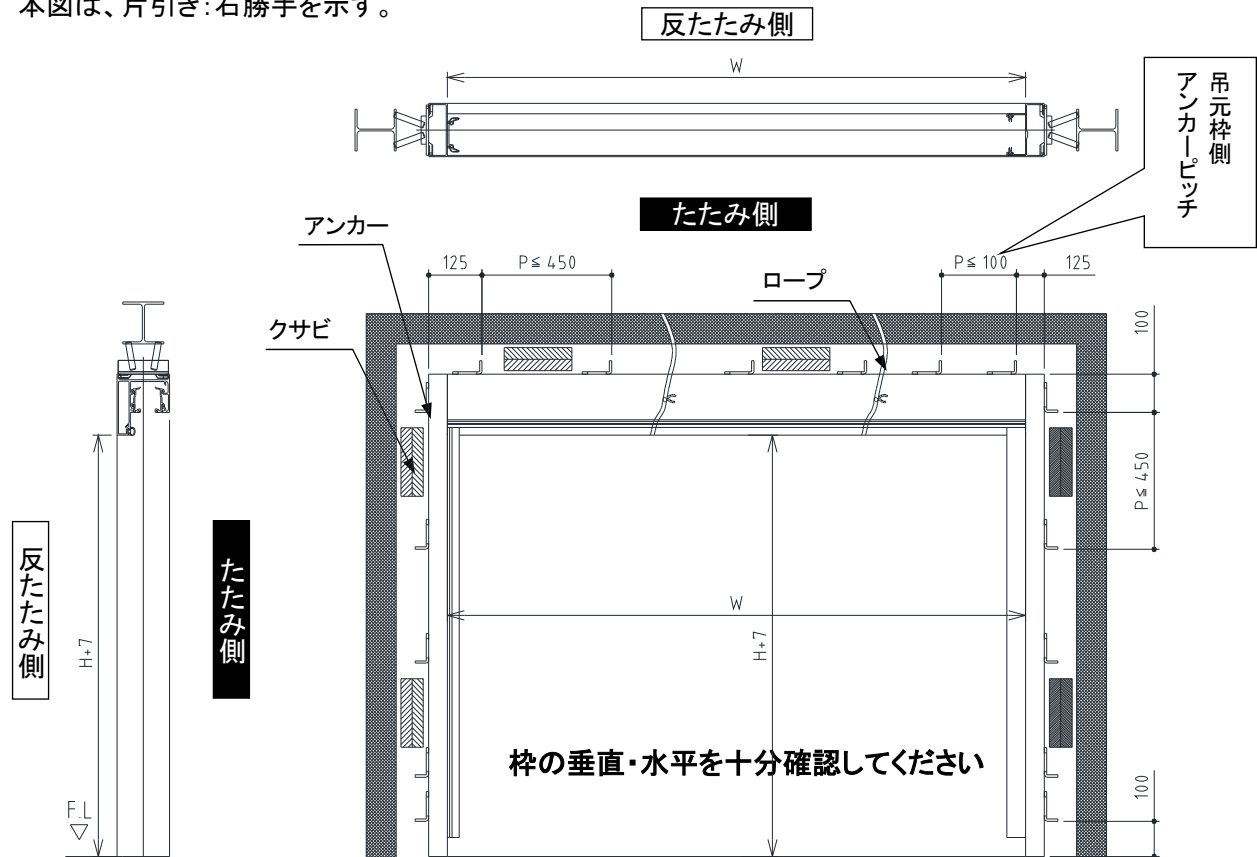 本図は、片引き:右勝手を示す。
反たたみ側
W
吊元枠側
アンカーピッチ
たたみ側
アンカー
125
P≤450
P≤100
125
ロープ
クサビ
100
P≤450
反たたみ側
たたみ側
H+7
W
H+7
枠の垂直・水平を十分確認してください
F.L
100